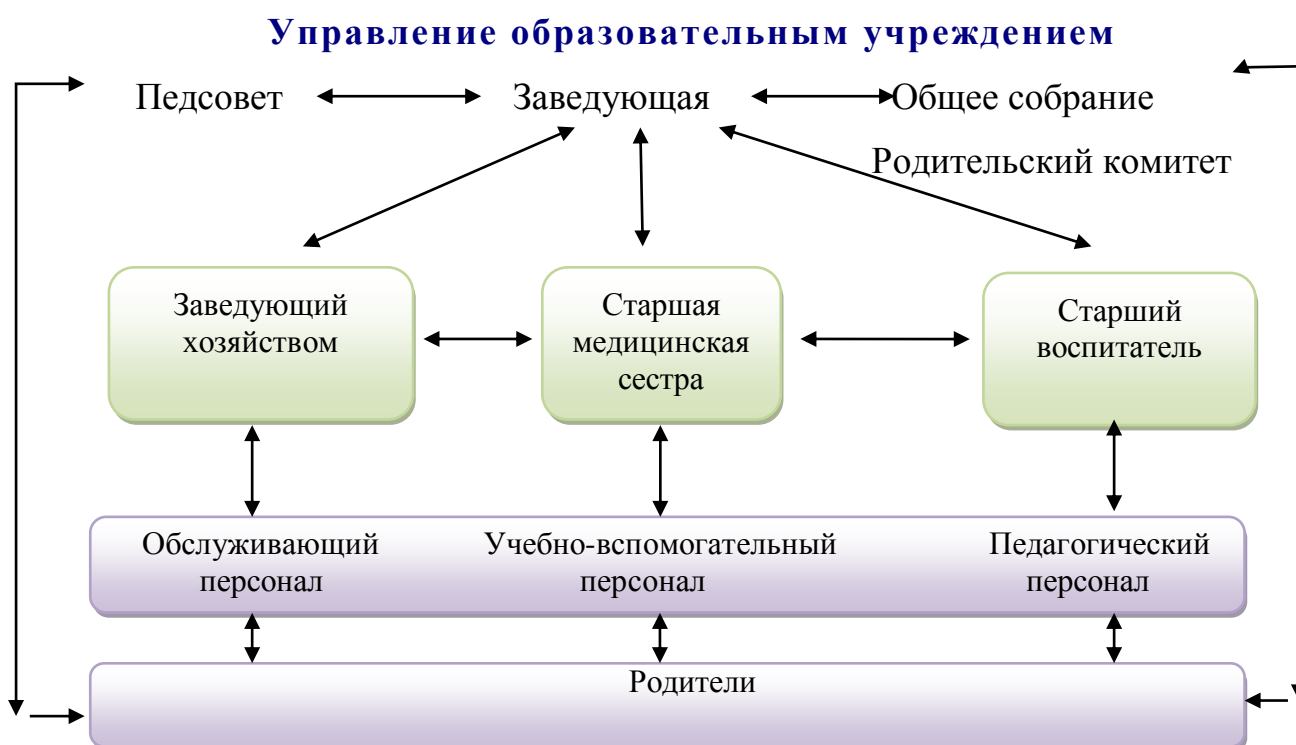 Управление образовательным учреждением
Педсовет Заведующая Общее собрание
Родительский комитет
Заведующий
хозяйством
Старшая
медицинская
сестра
Старший
воспитатель
Обслуживающий
персонал
Учебно-вспомогательный
персонал
Педагогический
персонал
Родители